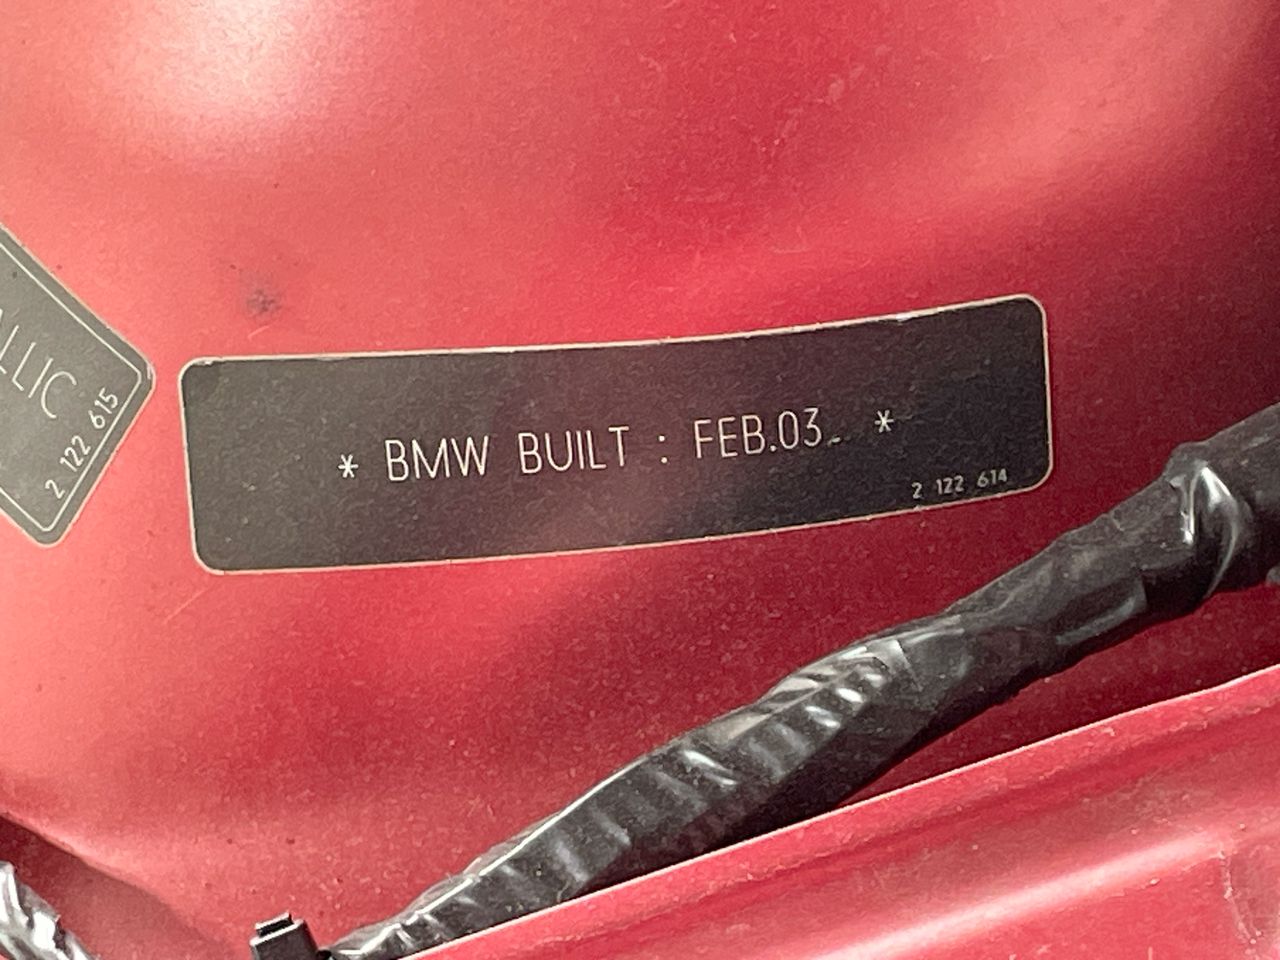 LLIC
2 122 615
* BMW BUILT : FEB.03. *
2 122 614